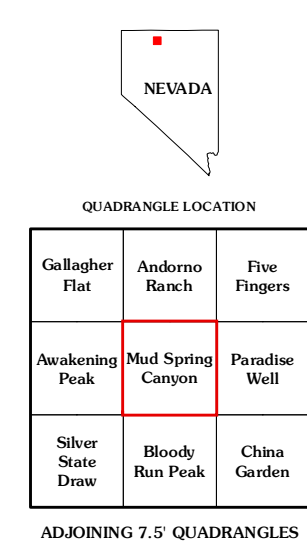 NEVADA
QUADRANGLE LOCATION
Gallagher
Flat
Andorno
Ranch
Five
Fingers
Awakening
Peak
Mud Spring
Canyon
Paradise
Well
Silver
State
Draw
Bloody
Run Peak
China
Garden
ADJOINING 7.5' QUADRANGLES